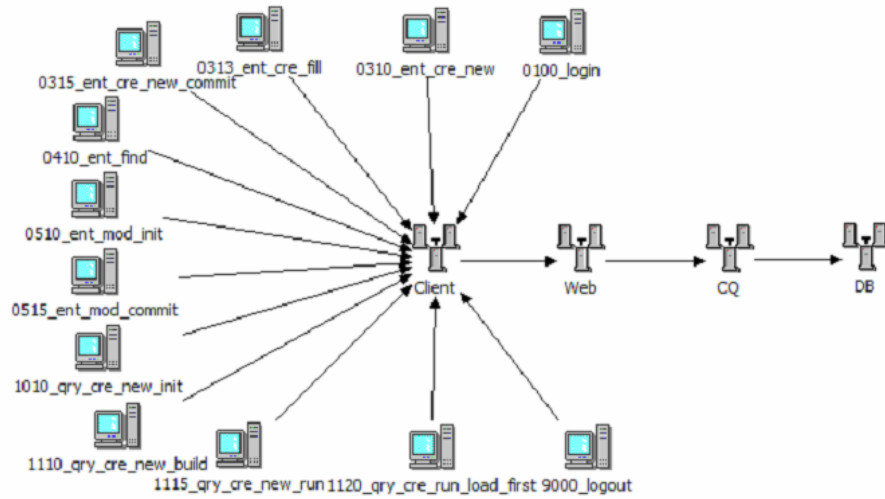 0315_ent_cre_new_commit
0313_ent_cre_fill
0310_ent_cre_new
0100_login
0410_ent_find
0510_ent_mod_init
0515_ent_mod_commit
Client
Web
CQ
DB
1010_qry_cre_new_init
1110_qry_cre_new_build
1115_qry_cre_new_run
1120_qry_cre_run_load_first
9000_logout